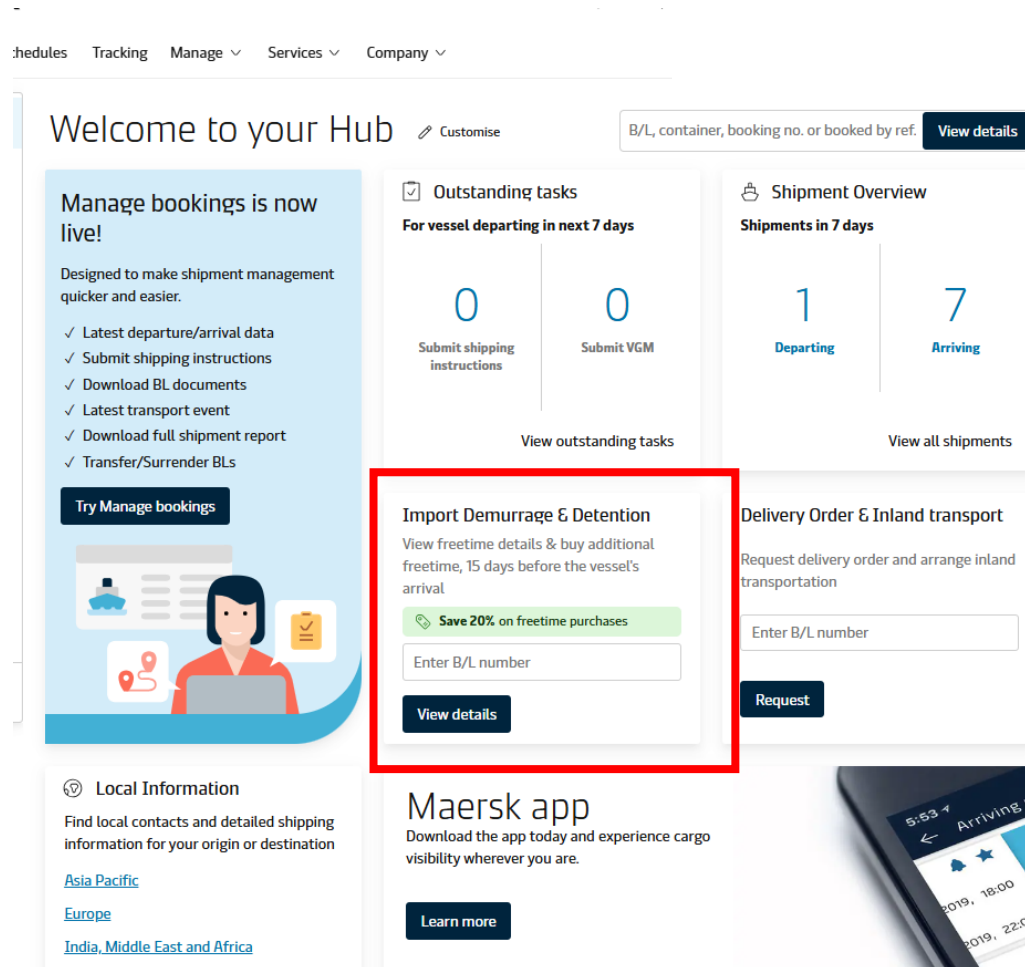 Tracking
Manage
Services
Company
Welcome to your Hub
Customise
B/L, container, booking no. or booked by ref.
View details
Manage bookings is now
live!
Designed to make shipment management
quicker and easier.
✓ Latest departure/arrival data
✓ Submit shipping instructions
✓ Download BL documents
✓ Latest transport event
✓ Download full shipment report
✓ Transfer/Surrender BLs
Try Manage bookings
Outstanding tasks
For vessel departing in next 7 days
0
Submit shipping
instructions
0
Submit VGM
View outstanding tasks
Shipment Overview
Shipments in 7 days
1
Departing
7
Arriving
View all shipments
Import Demurrage & Detention
View freetime details & buy additional
freetime, 15 days before the vessel's
arrival
Save 20% on freetime purchases
Enter B/L number
View details
Delivery Order & Inland transport
Request delivery order and arrange inland
transportation
Enter B/L number
Request
Local Information
Find local contacts and detailed shipping
information for your origin or destination
Asia Pacific
Europe
India, Middle East and Africa
Maersk app
Download the app today and experience cargo
visibility wherever you are.
Learn more
5:53
Arriving
2019, 18:00
2019,